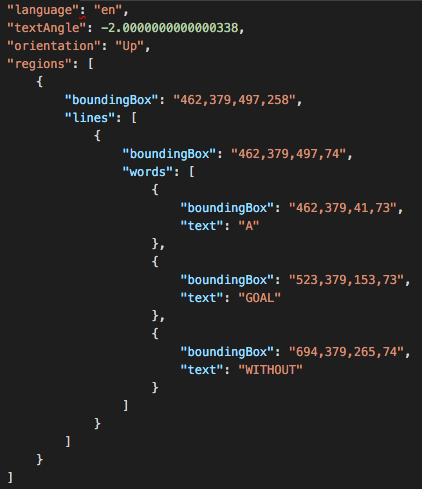 "language": "en",
"textAngle": -2.0000000000000338,
"orientation": "Up",
"regions": [
    {
        "boundingBox": "462,379,497,258",
        "lines": [
            {
                "boundingBox": "462,379,497,74",
                "words": [
                    {
                        "boundingBox": "462,379,41,73",
                        "text": "A"
                    },
                    {
                        "boundingBox": "523,379,153,73",
                        "text": "GOAL"
                    },
                    {
                        "boundingBox": "694,379,265,74",
                        "text": "WITHOUT"
                    }
                ]
            }
        ]
    }
]